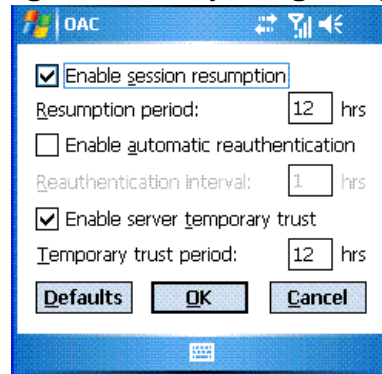 OAC
Enable session resumption
Resumption period: 12 hrs
Enable automatic reauthentication
Reauthentication interval: 1 hrs
Enable server temporary trust
Temporary trust period: 12 hrs
Defaults OK Cancel